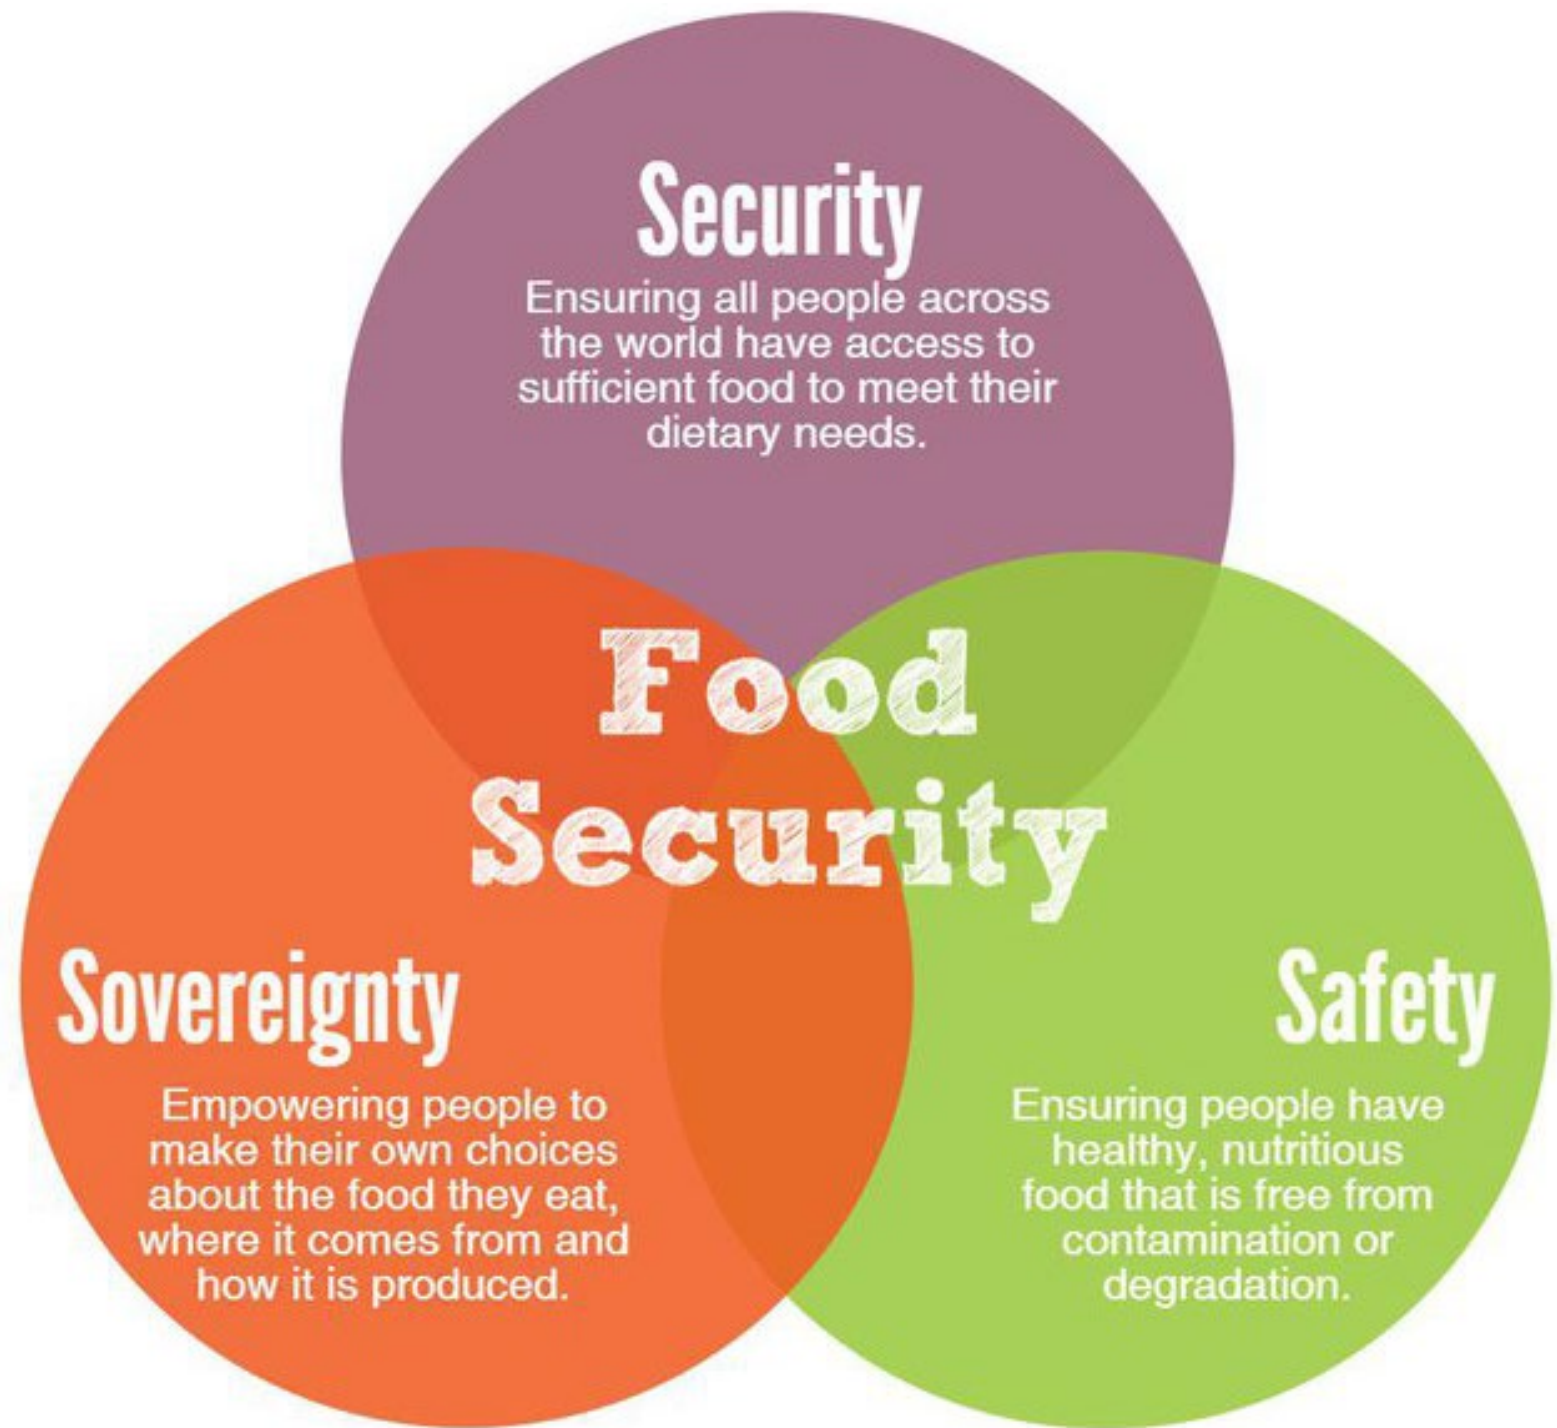 Security
Ensuring all people across
the world have access to
sufficient food to meet their
dietary needs.
Food
Security
Sovereignty
Empowering people to
make their own choices
about the food they eat,
where it comes from and
how it is produced.
Safety
Ensuring people have
healthy, nutritious
food that is free from
contamination or
degradation.